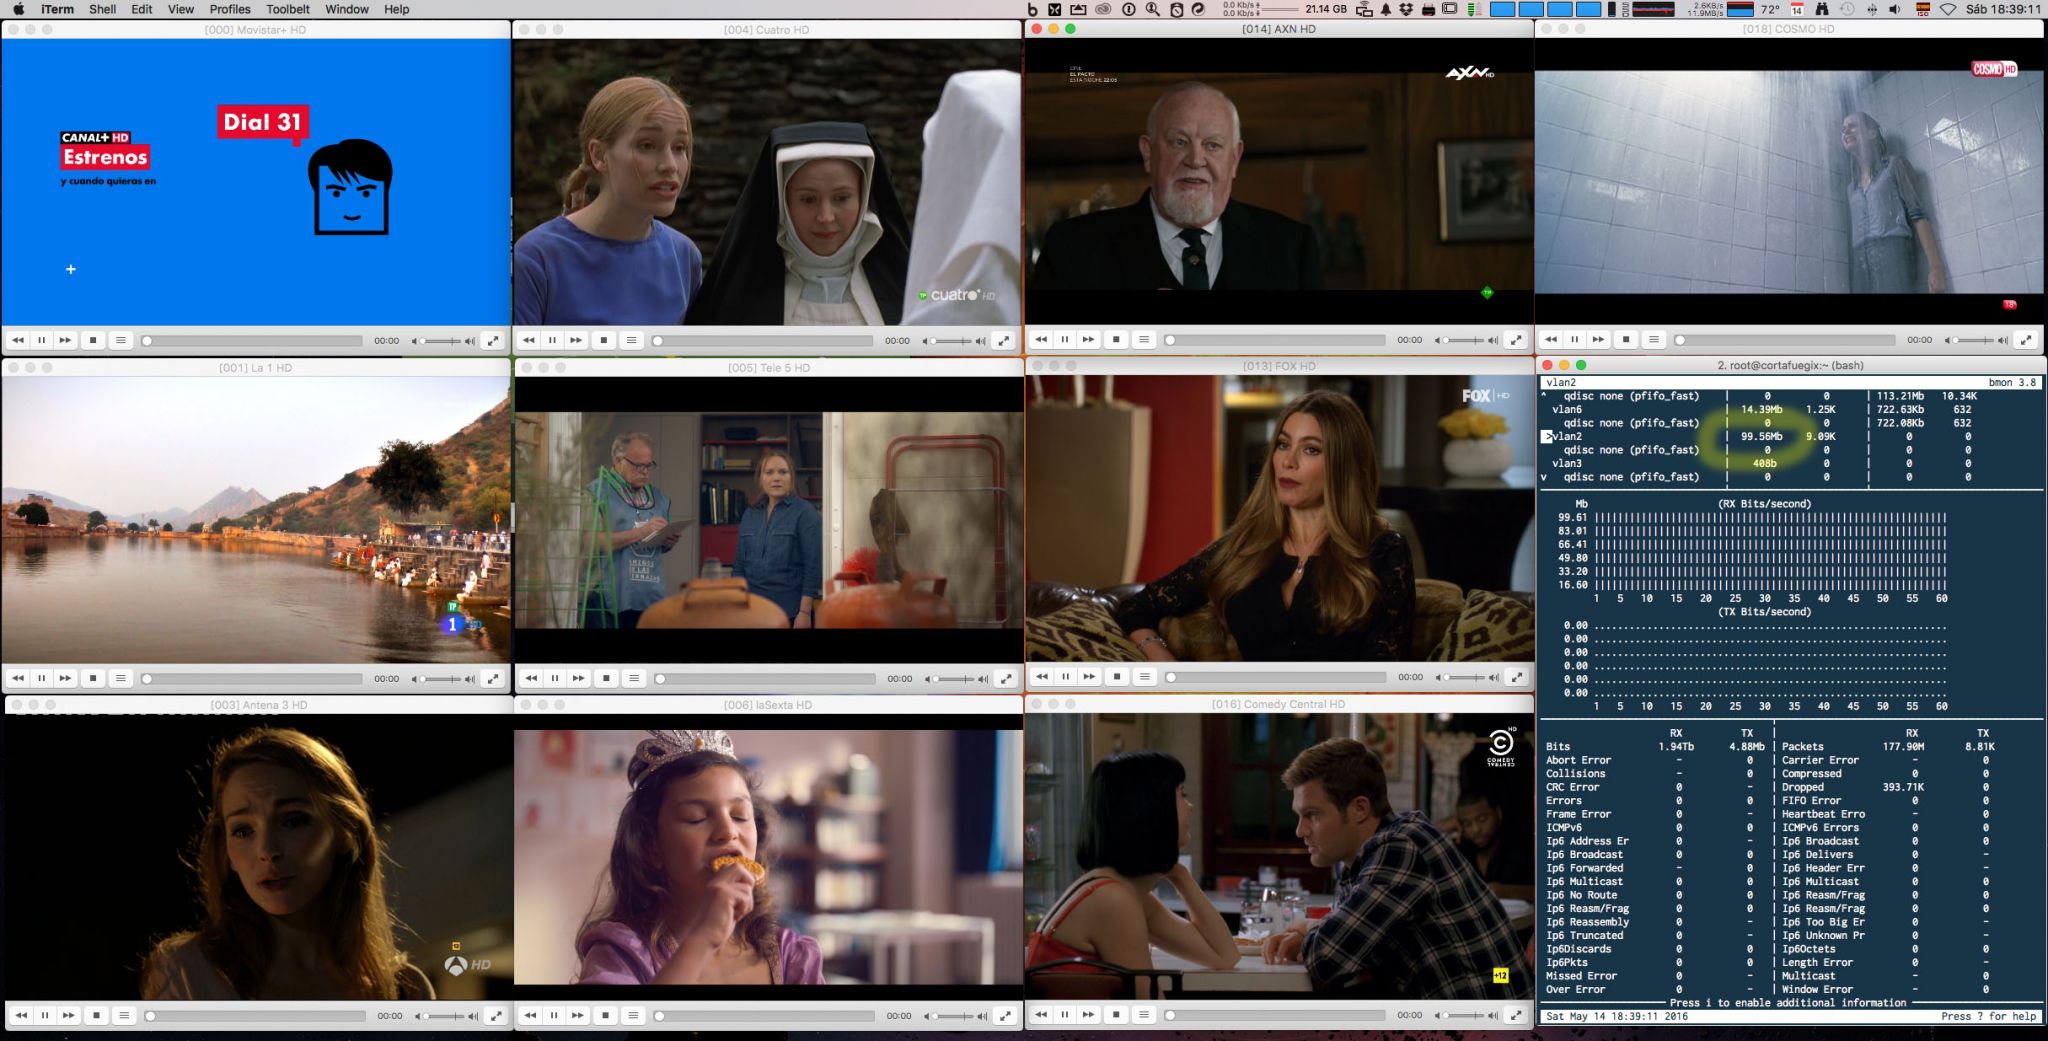 iTerm Shell Edit View Profiles Toolbelt Window Help
0.0 Kb/s
0.0 Kb/s
21.14 GB
2.6KB/s
11.9MB/s
72°
14
ISO
Sáb 18:39:11
[000] Movistar+ HD
CANAL+ HD
Estrenos
y cuando quieras en
Dial 31
+
00:00
[004] Cuatro HD
TP cuatro HD
00:00
[014] AXN HD
CINE
EL PACTO
ESTA NOCHE 22:05
AXN HD
TP
00:00
[018] COSMO HD
COSMO HD
18
00:00
[001] La 1 HD
TP
1 HD
00:00
[005] Tele 5 HD
00:00
[013] FOX HD
FOX HD
00:00
[003] Antena 3 HD
12
HD
00:00
[006] laSexta HD
00:00
[016] Comedy Central HD
HD
COMEDY
CENTRAL
+12
00:00
2. root@cortafuegix:~ (bash)
vlan2 bmon 3.8
^ qdisc none (pfifo_fast) | 0 0 | 113.21Mb 10.34K
vlan6 | 14.39Mb 1.25K | 722.63Kb 632
qdisc none (pfifo_fast) | 0 0 | 722.08Kb 632
>vlan2 | 99.56Mb 9.09K | 0 0
qdisc none (pfifo_fast) | 0 0 | 0 0
vlan3 | 408b 0 | 0 0
v qdisc none (pfifo_fast) | 0 0 | 0 0
Mb (RX Bits/second)
99.61 ||||||||||||||||||||||||||||||||||||||||||||||||||||||||||||
83.01 ||||||||||||||||||||||||||||||||||||||||||||||||||||||||||||
66.41 ||||||||||||||||||||||||||||||||||||||||||||||||||||||||||||
49.80 ||||||||||||||||||||||||||||||||||||||||||||||||||||||||||||
33.20 ||||||||||||||||||||||||||||||||||||||||||||||||||||||||||||
16.60 ||||||||||||||||||||||||||||||||||||||||||||||||||||||||||||
1 5 10 15 20 25 30 35 40 45 50 55 60
(TX Bits/second)
0.00 ............................................................
0.00 ............................................................
0.00 ............................................................
0.00 ............................................................
0.00 ............................................................
0.00 ............................................................
1 5 10 15 20 25 30 35 40 45 50 55 60
RX TX | RX TX
Bits 1.94Tb 4.88Mb | Packets 177.90M 8.81K
Abort Error - 0 | Carrier Error - 0
Collisions - 0 | Compressed 0 0
CRC Error 0 - | Dropped 393.71K 0
Errors 0 0 | FIFO Error 0 0
Frame Error 0 - | Heartbeat Erro - 0
ICMPv6 0 0 | ICMPv6 Errors 0 0
Ip6 Address Er 0 - | Ip6 Broadcast 0 0
Ip6 Broadcast 0 0 | Ip6 Delivers 0 -
Ip6 Forwarded - 0 | Ip6 Header Err 0 -
Ip6 Multicast 0 0 | Ip6 Multicast 0 0
Ip6 No Route 0 0 | Ip6 Reasm/Frag 0 0
Ip6 Reasm/Frag 0 0 | Ip6 Reasm/Frag 0 0
Ip6 Reassembly 0 - | Ip6 Too Big Er 0 -
Ip6 Truncated 0 - | Ip6 Unknown Pr 0 -
Ip6Discards 0 0 | Ip6Octets 0 0
Ip6Pkts 0 0 | Length Error 0 -
Missed Error 0 - | Multicast - 0
Over Error 0 - | Window Error - 0
Press i to enable additional information
Sat May 14 18:39:11 2016 Press ? for help